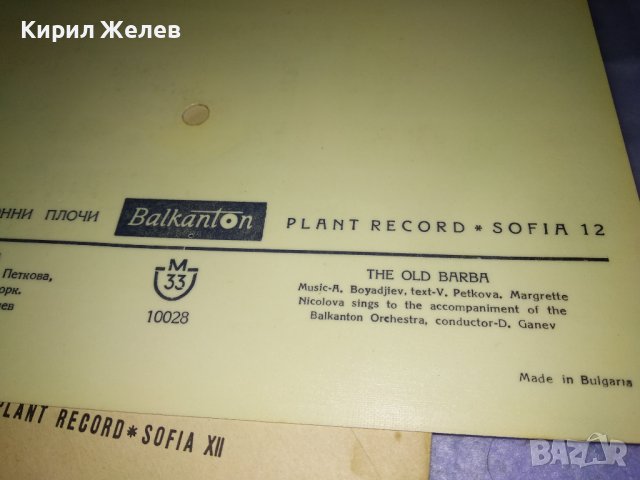 Кирил Желев
ОННИ ПЛОЧИ Balkanton PLANT RECORD * SOFIA 12
Петкова,
орк.
M
33
10028
THE OLD BARBA
Music-A. Boyadjiev, text-V. Petkova. Margrette
Nicolova sings to the accompaniment of the
Balkanton Orchestra, conductor-D. Ganev
Made in Bulgaria
PLANT RECORD * SOFIA XII
BAZAR